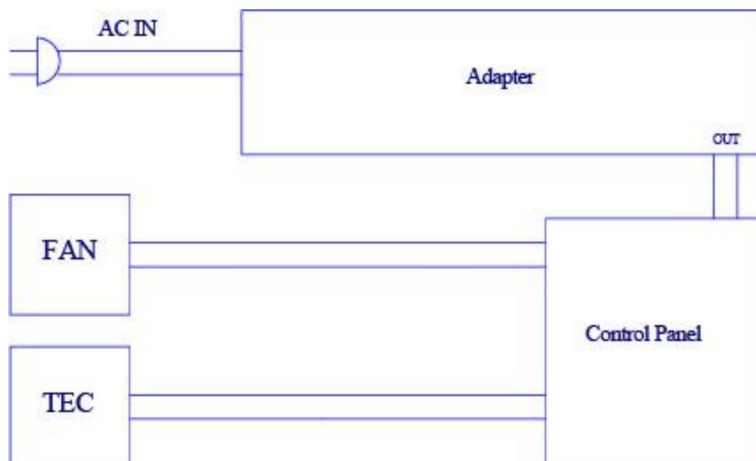 AC IN
Adapter
OUT
FAN
Control Panel
TEC